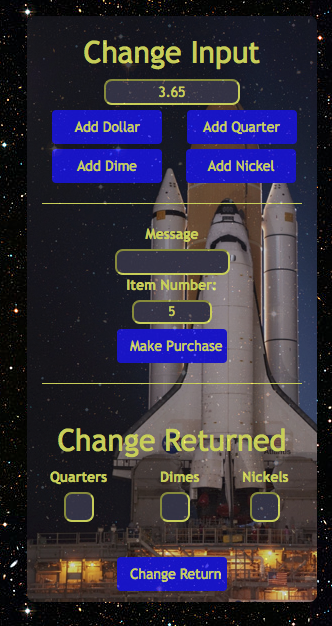 Change Input
3.65
Add Dollar Add Quarter
Add Dime Add Nickel
Message
Item Number:
5
Make Purchase
Change Returned
Quarters Dimes Nickels
Change Return